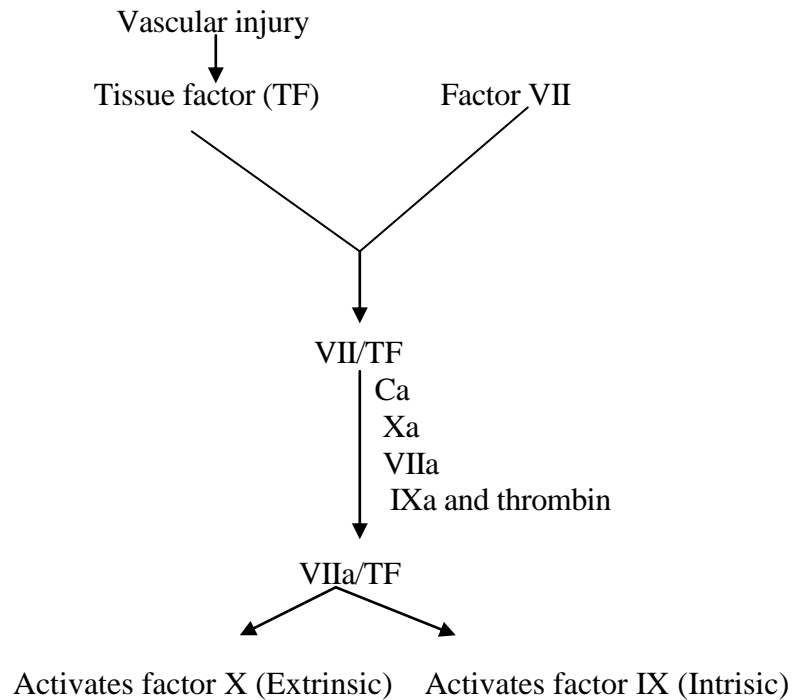 Vascular injury
Tissue factor (TF)
Factor VII
VII/TF
Ca
Xa
VIIa
IXa and thrombin
VIIa/TF
Activates factor X (Extrinsic)
Activates factor IX (Intrisic)